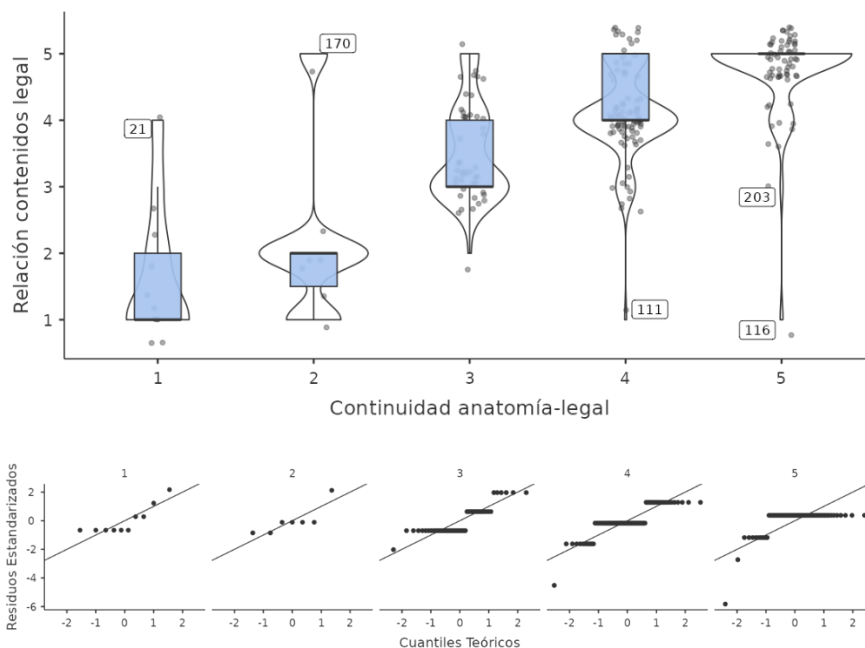 Relación contenidos legal
5
4
3
2
1
21
170
111
203
116
1 2 3 4 5
Continuidad anatomía-legal
Residuos Estandarizados
1 2 3 4 5
2
0
-2
-4
-6
-2 -1 0 1 2 -2 -1 0 1 2 -2 -1 0 1 2 -2 -1 0 1 2 -2 -1 0 1 2
Cuantiles Teóricos